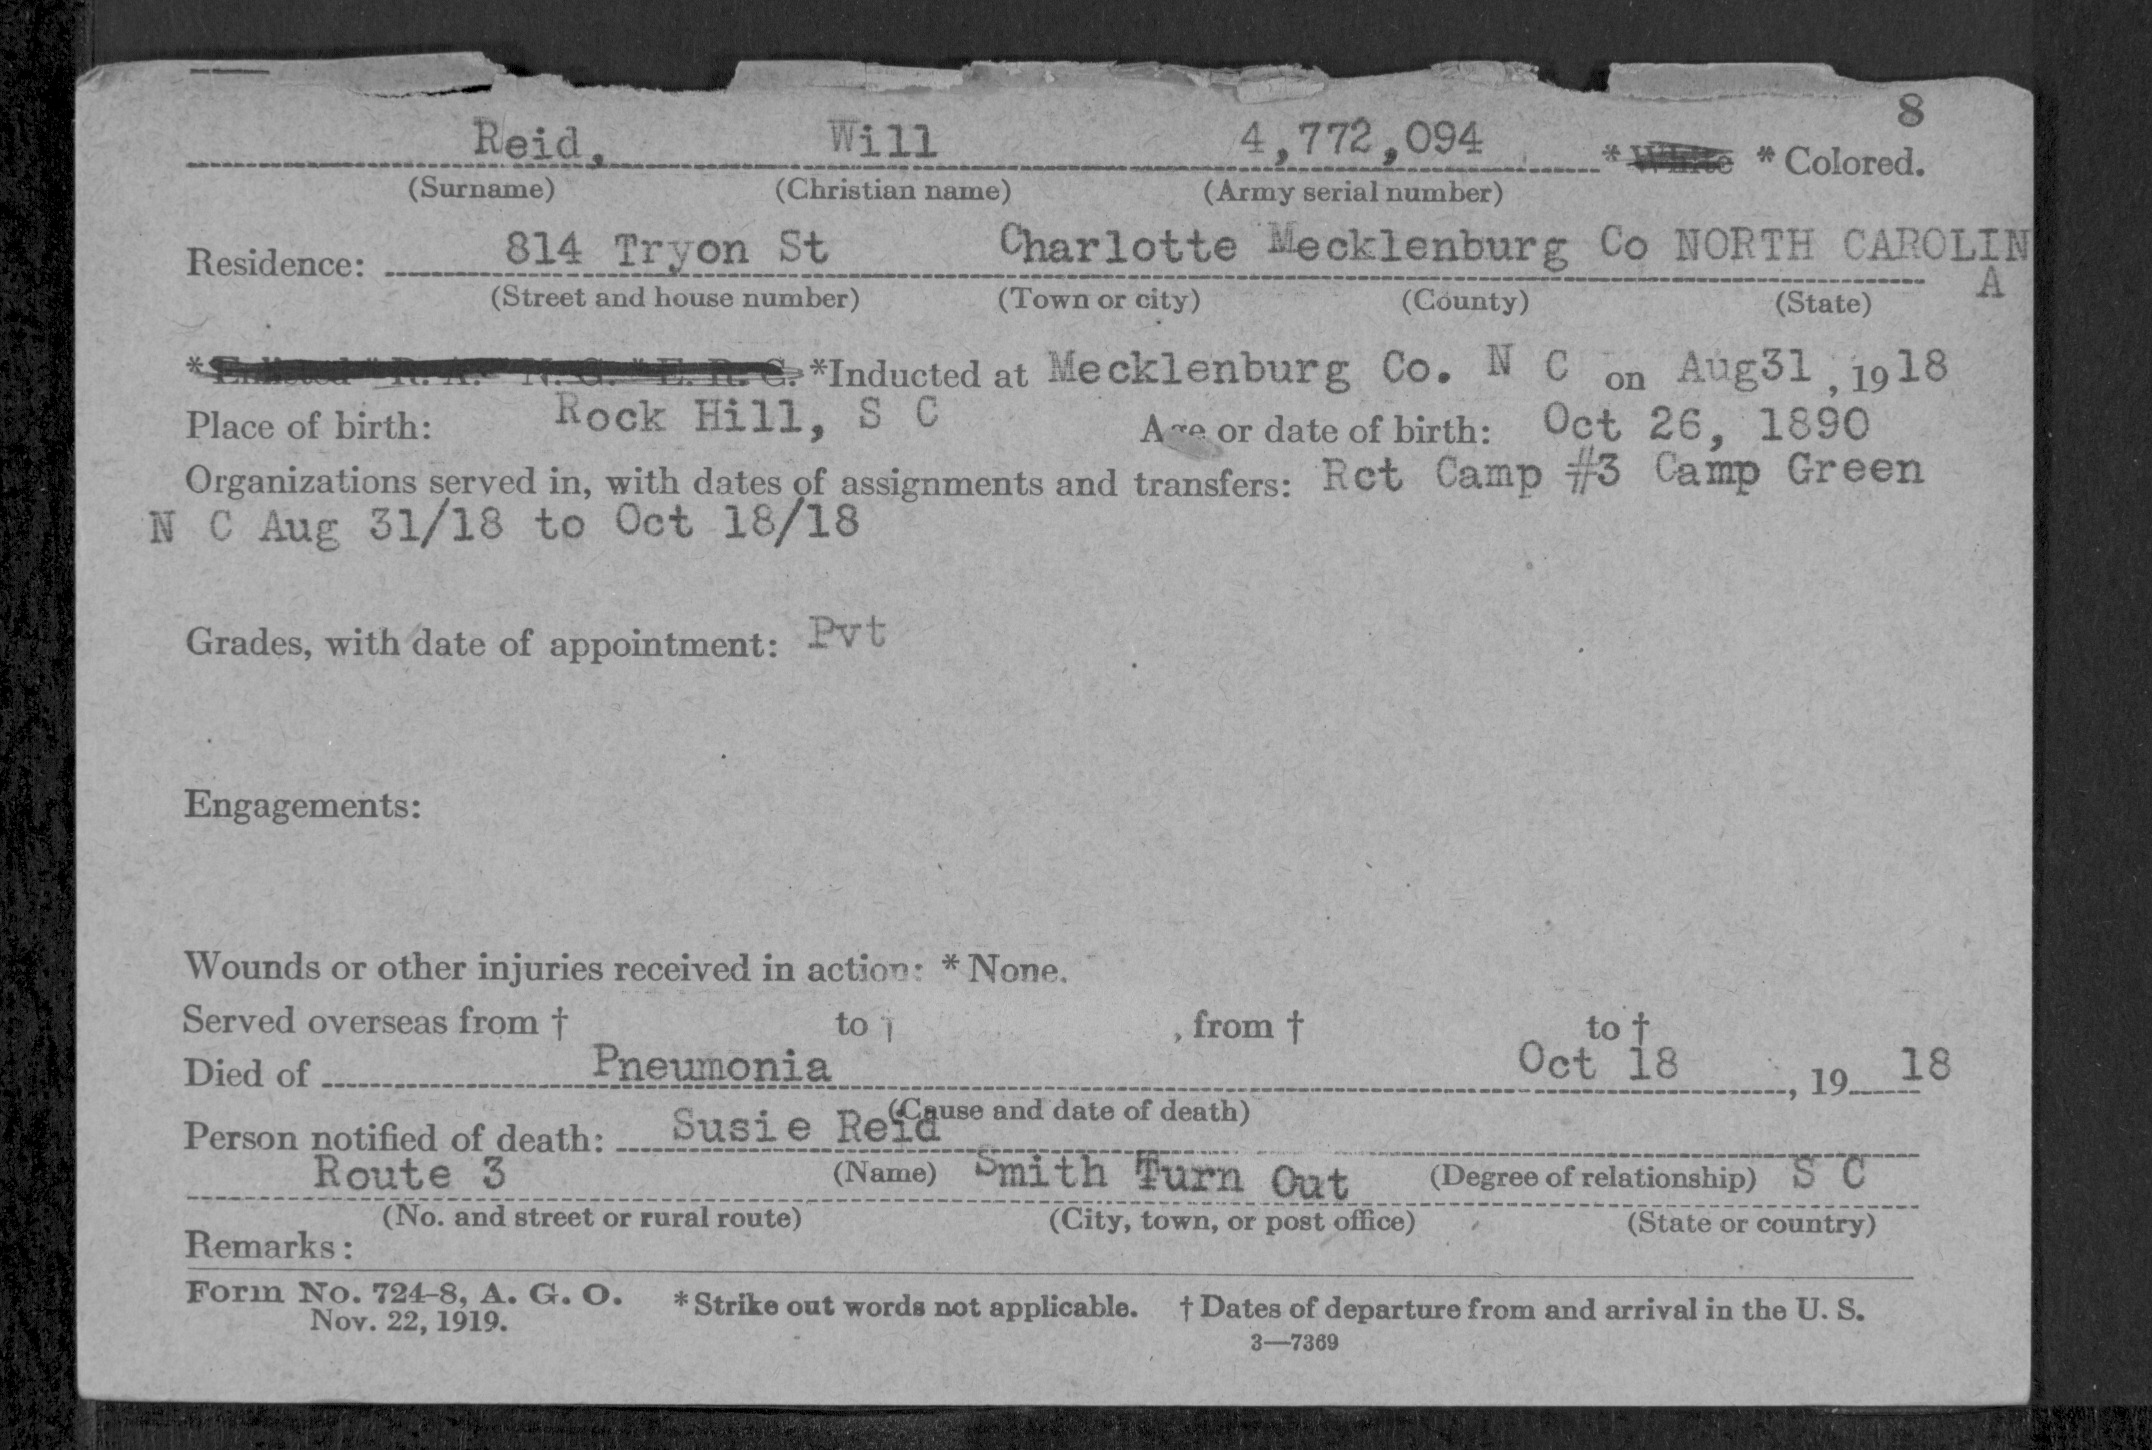 8
Reid, Will 4,772,094 *White *Colored.
(Surname) (Christian name) (Army serial number)
Residence: 814 Tryon St Charlotte Mecklenburg Co NORTH CAROLIN
A
(Street and house number) (Town or city) (County) (State)
*Enlisted * R. A. * N. G. * E. R. C. *Inducted at Mecklenburg Co. N C on Aug31, 1918
Place of birth: Rock Hill, S C Age or date of birth: Oct 26, 1890
Organizations served in, with dates of assignments and transfers: Rct Camp #3 Camp Green
N C Aug 31/18 to Oct 18/18
Grades, with date of appointment: Pvt
Engagements:
Wounds or other injuries received in action: *None.
Served overseas from † to † , from † to †
Died of Pneumonia Oct 18, 1918
(Cause and date of death)
Person notified of death: Susie Reid
(Name) (Degree of relationship)
Route 3 Smith Turn Out S C
(No. and street or rural route) (City, town, or post office) (State or country)
Remarks:
Form No. 724-8, A. G. O. *Strike out words not applicable. † Dates of departure from and arrival in the U. S.
Nov. 22, 1919.
3—7369